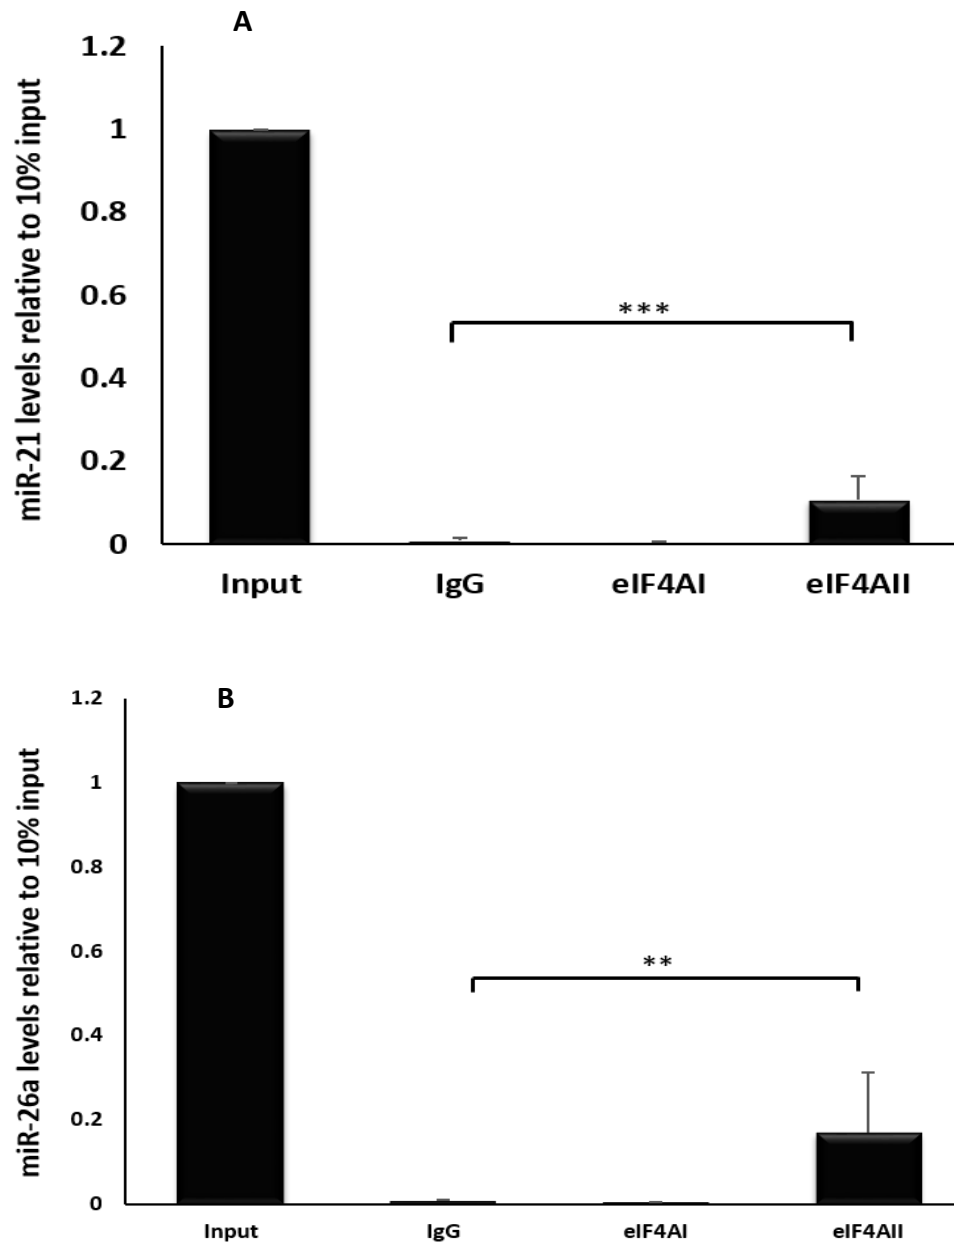 A
miR-21 levels relative to 10% input
1.2
1
0.8
0.6
0.4
0.2
0
***
Input IgG eIF4AI eIF4AII
B
miR-26a levels relative to 10% input
1.2
1
0.8
0.6
0.4
0.2
0
**
Input IgG eIF4AI eIF4AII